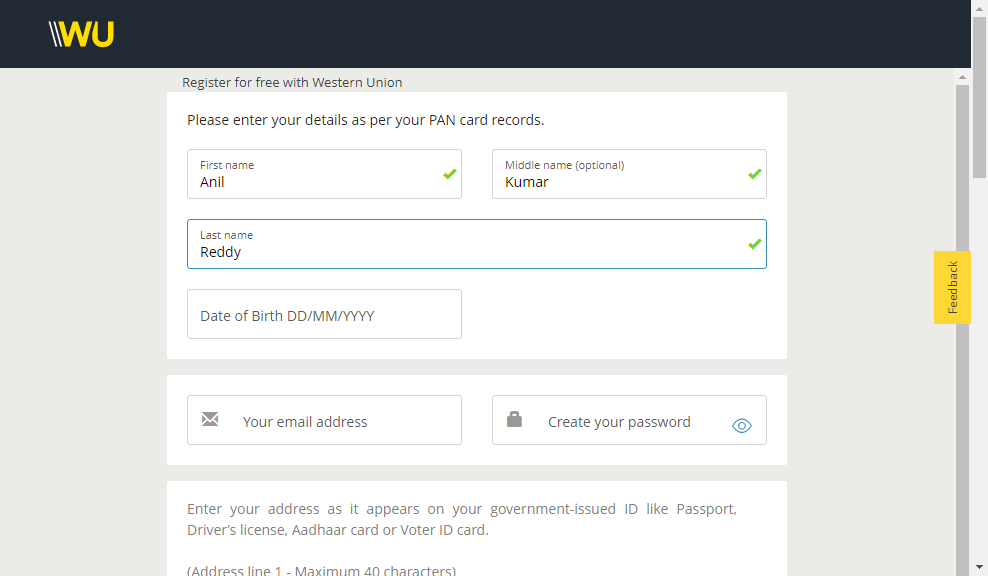 WU
Register for free with Western Union
Please enter your details as per your PAN card records.
First name
Anil
Middle name (optional)
Kumar
Last name
Reddy
Date of Birth DD/MM/YYYY
Feedback
Your email address
Create your password
Enter your address as it appears on your government-issued ID like Passport,
Driver's license, Aadhaar card or Voter ID card.
(Address line 1 - Maximum 40 characters)